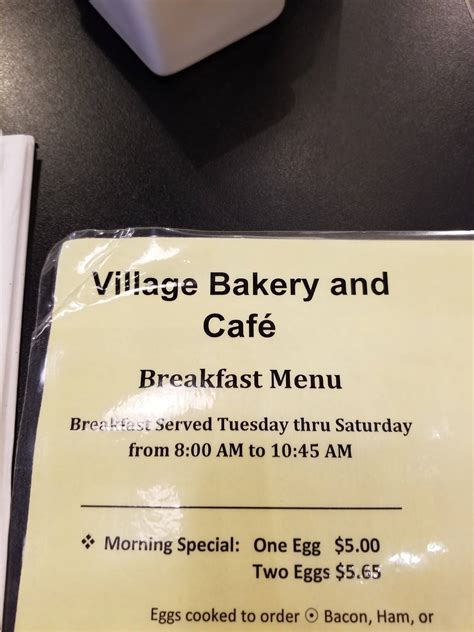 Village Bakery and
Café
Breakfast Menu
Breakfast Served Tuesday thru Saturday
from 8:00 AM to 10:45 AM
❖ Morning Special: One Egg $5.00
Two Eggs $5.65
Eggs cooked to order ⊙ Bacon, Ham, or